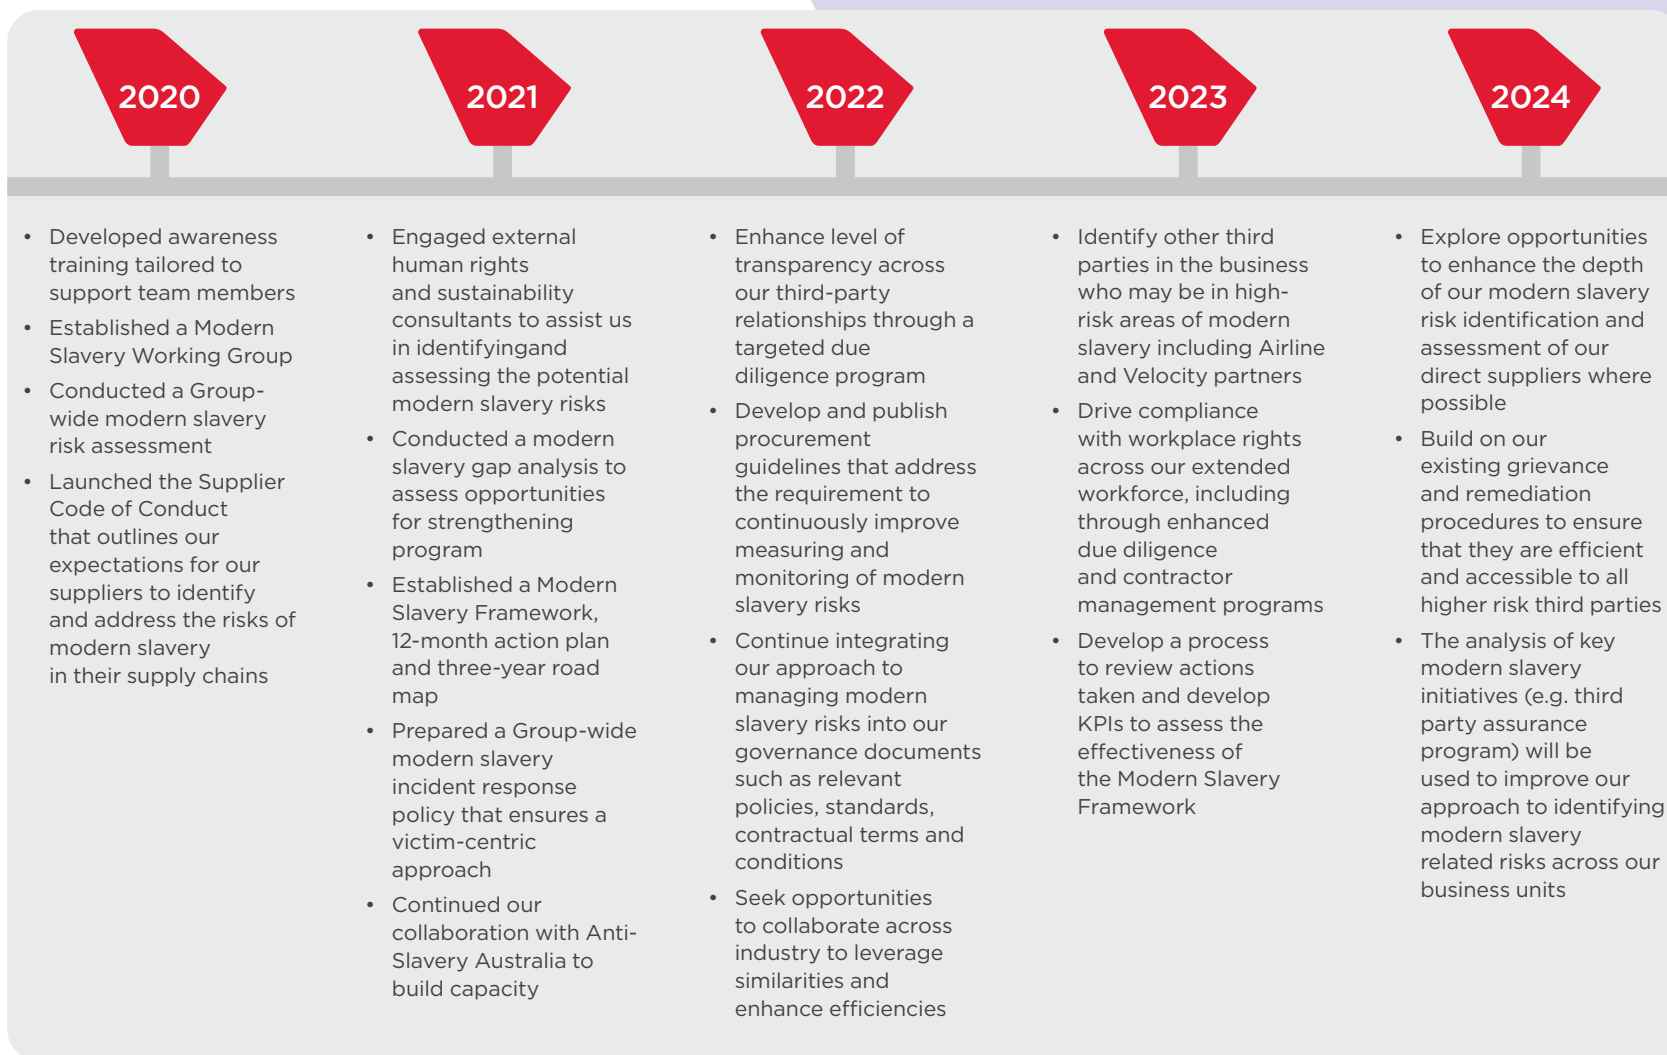 2020
2021
2022
2023
2024
• Developed awareness
training tailored to
support team members
• Established a Modern
Slavery Working Group
• Conducted a Group-
wide modern slavery
risk assessment
• Launched the Supplier
Code of Conduct
that outlines our
expectations for our
suppliers to identify
and address the risks of
modern slavery
in their supply chains
• Engaged external
human rights
and sustainability
consultants to assist us
in identifyingand
assessing the potential
modern slavery risks
• Conducted a modern
slavery gap analysis to
assess opportunities
for strengthening
program
• Established a Modern
Slavery Framework,
12-month action plan
and three-year road
map
• Prepared a Group-wide
modern slavery
incident response
policy that ensures a
victim-centric
approach
• Continued our
collaboration with Anti-
Slavery Australia to
build capacity
• Enhance level of
transparency across
our third-party
relationships through a
targeted due
diligence program
• Develop and publish
procurement
guidelines that address
the requirement to
continuously improve
measuring and
monitoring of modern
slavery risks
• Continue integrating
our approach to
managing modern
slavery risks into our
governance documents
such as relevant
policies, standards,
contractual terms and
conditions
• Seek opportunities
to collaborate across
industry to leverage
similarities and
enhance efficiencies
• Identify other third
parties in the business
who may be in high-
risk areas of modern
slavery including Airline
and Velocity partners
• Drive compliance
with workplace rights
across our extended
workforce, including
through enhanced
due diligence
and contractor
management programs
• Develop a process
to review actions
taken and develop
KPIs to assess the
effectiveness of
the Modern Slavery
Framework
• Explore opportunities
to enhance the depth
of our modern slavery
risk identification and
assessment of our
direct suppliers where
possible
• Build on our
existing grievance
and remediation
procedures to ensure
that they are efficient
and accessible to all
higher risk third parties
• The analysis of key
modern slavery
initiatives (e.g. third
party assurance
program) will be
used to improve our
approach to identifying
modern slavery
related risks across our
business units